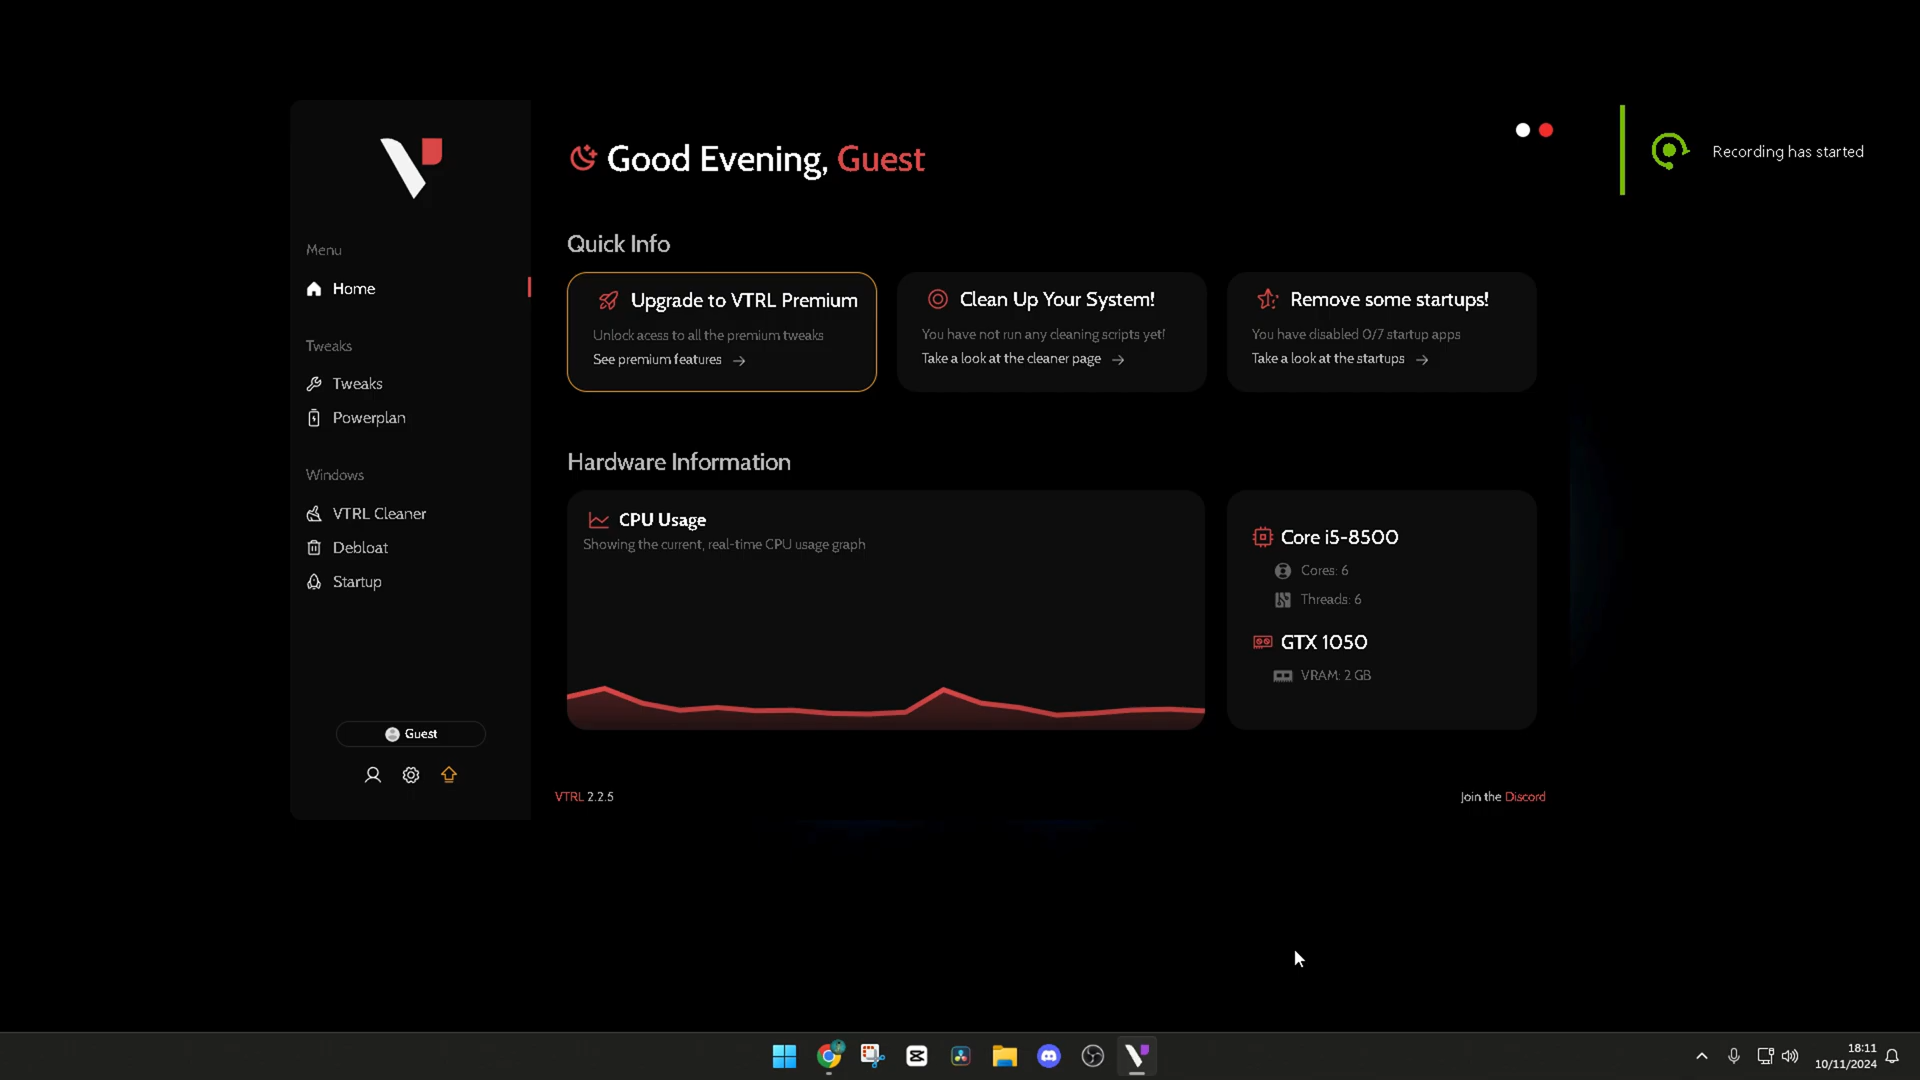 Good Evening, Guest
Recording has started
Menu
Home
Tweaks
Tweaks
Powerplan
Windows
VTRL Cleaner
Debloat
Startup
Guest
Quick Info
Upgrade to VTRL Premium
Unlock acess to all the premium tweaks
See premium features →
Clean Up Your System!
You have not run any cleaning scripts yet!
Take a look at the cleaner page →
Remove some startups!
You have disabled 0/7 startup apps
Take a look at the startups →
Hardware Information
CPU Usage
Showing the current, real-time CPU usage graph
Core i5-8500
Cores: 6
Threads: 6
GTX 1050
VRAM: 2 GB
VTRL 2.2.5
Join the Discord
18:11
10/11/2024